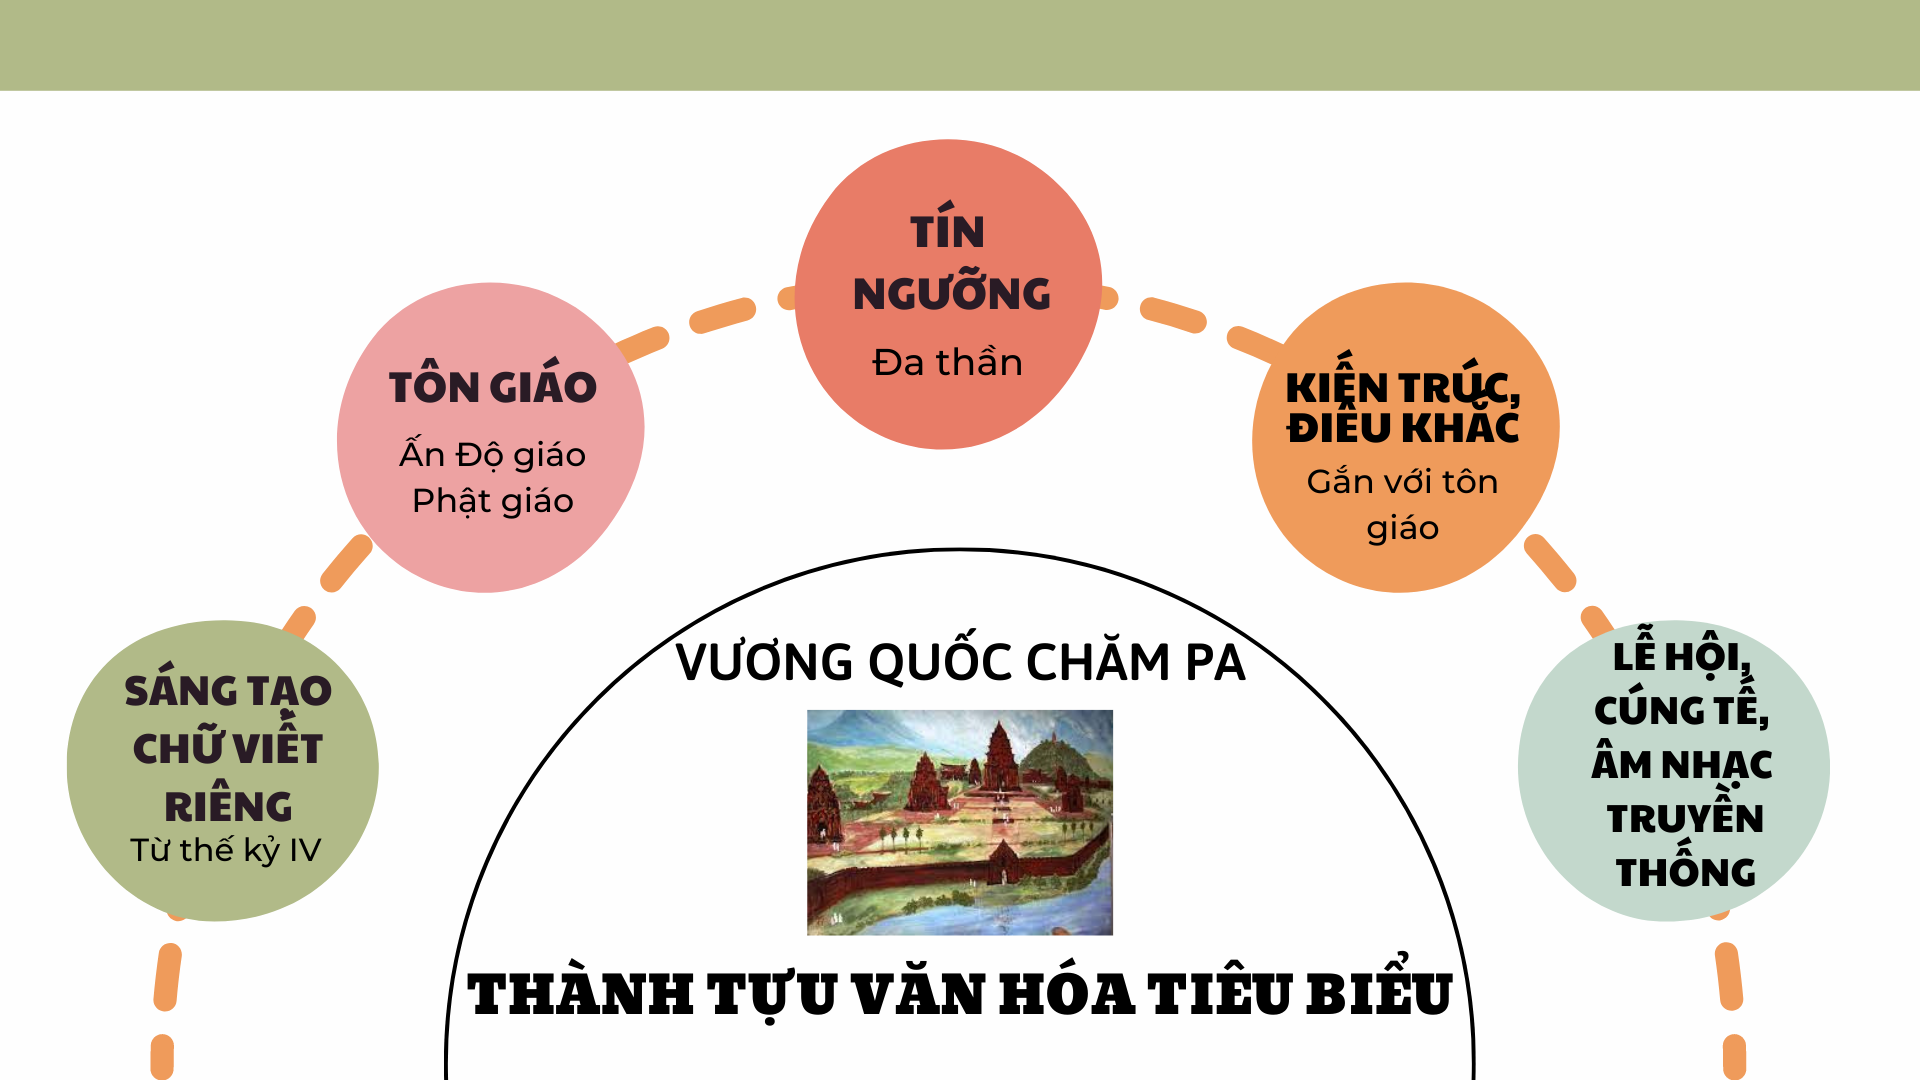 TÍN
NGƯỠNG
Đa thần
TÔN GIÁO
Ấn Độ giáo
Phật giáo
KIẾN TRÚC,
ĐIÊU KHẮC
Gắn với tôn
giáo
SÁNG TẠO
CHỮ VIẾT
RIÊNG
Từ thế kỷ IV
LỄ HỘI,
CÚNG TẾ,
ÂM NHẠC
TRUYỀN
THỐNG
VƯƠNG QUỐC CHĂM PA
THÀNH TỰU VĂN HÓA TIÊU BIỂU